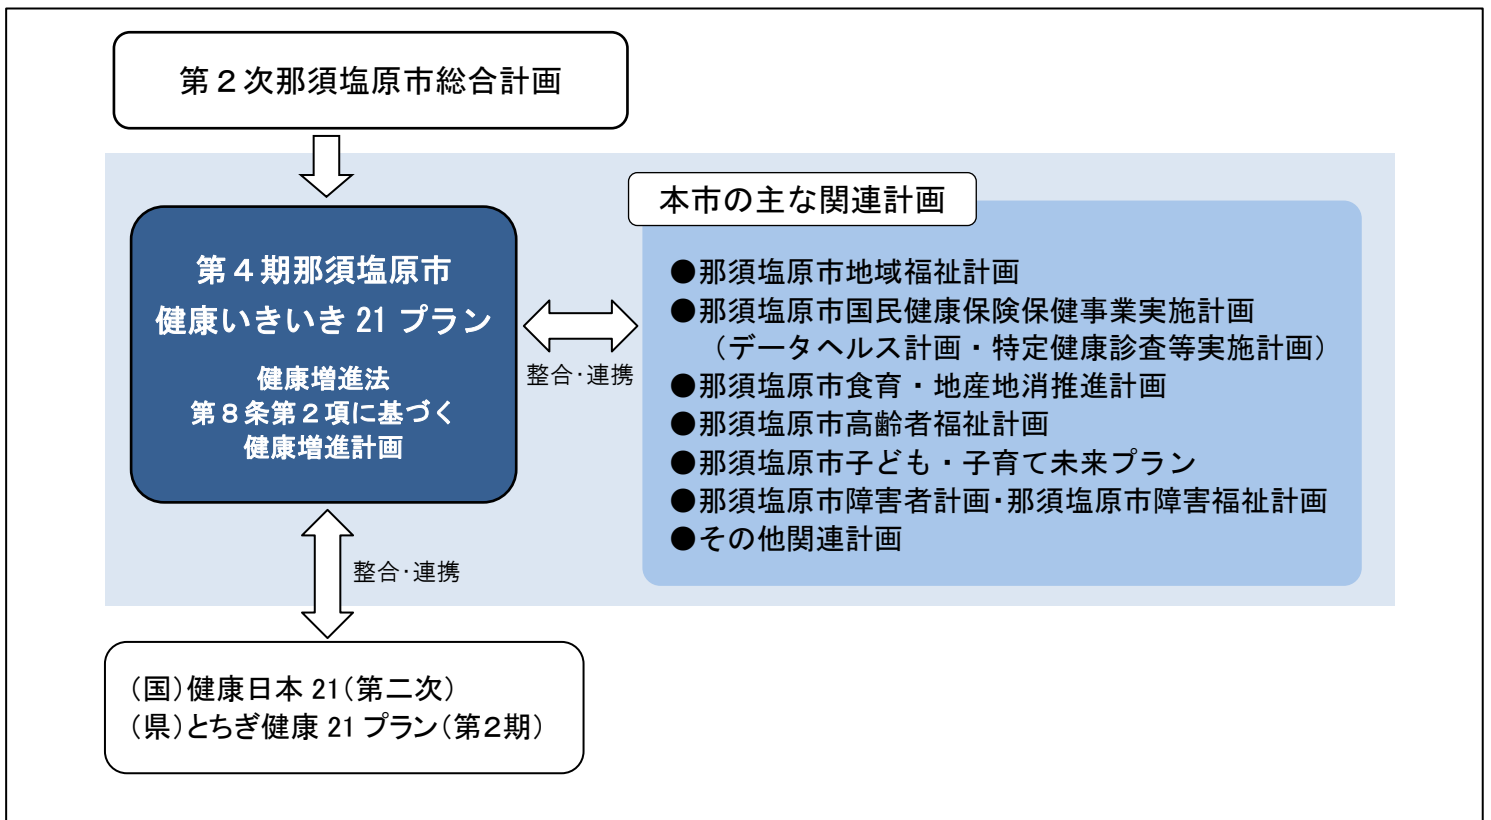 第２次那須塩原市総合計画
第４期那須塩原市
健康いきいき 21 プラン
健康増進法
第８条第２項に基づく
健康増進計画
整合・連携
本市の主な関連計画
●那須塩原市地域福祉計画
●那須塩原市国民健康保険保健事業実施計画
（データヘルス計画・特定健康診査等実施計画）
●那須塩原市食育・地産地消推進計画
●那須塩原市高齢者福祉計画
●那須塩原市子ども・子育て未来プラン
●那須塩原市障害者計画・那須塩原市障害福祉計画
●その他関連計画
整合・連携
（国）健康日本 21（第二次）
（県）とちぎ健康 21 プラン（第２期）